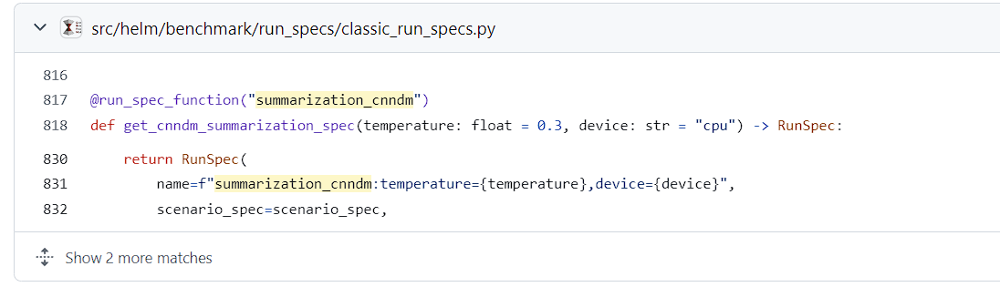 src/helm/benchmark/run_specs/classic_run_specs.py
816
817 @run_spec_function("summarization_cnndm")
818 def get_cnndm_summarization_spec(temperature: float = 0.3, device: str = "cpu") -> RunSpec:
830     return RunSpec(
831         name=f"summarization_cnndm:temperature={temperature},device={device}",
832         scenario_spec=scenario_spec,
Show 2 more matches